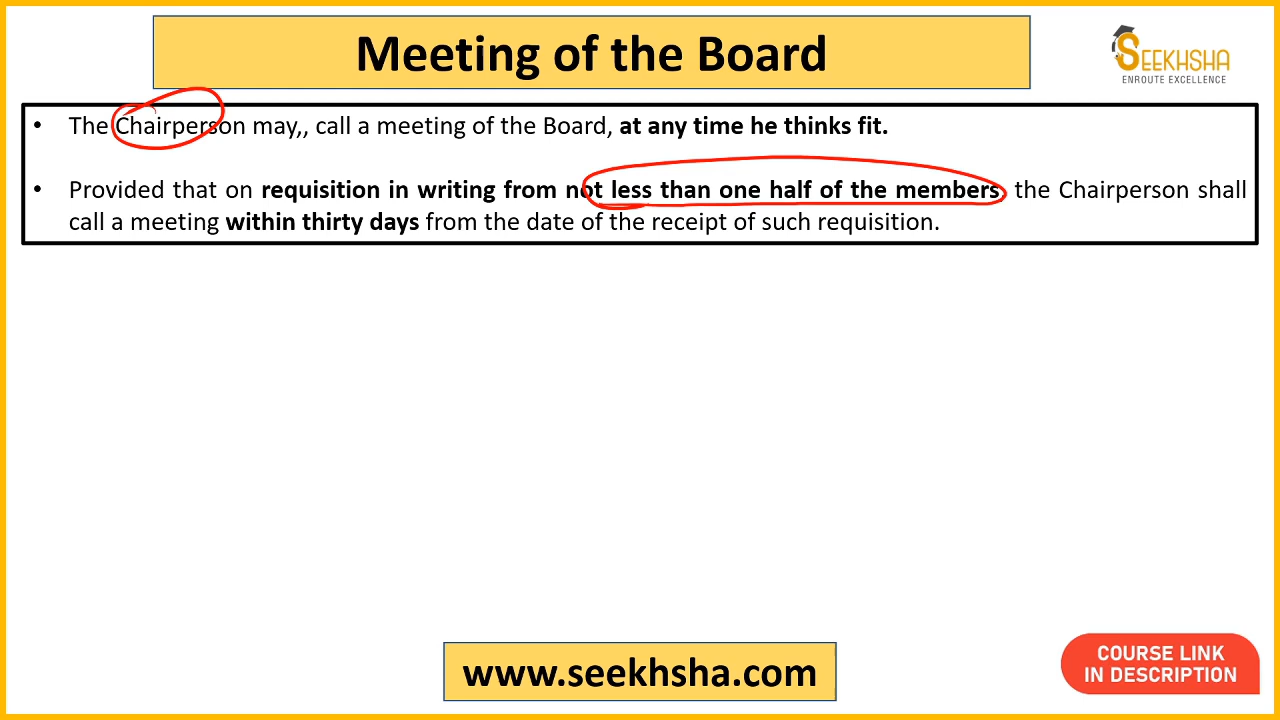 Meeting of the Board
SEEKHSHA
ENROUTE EXCELLENCE
• The Chairperson may,, call a meeting of the Board, at any time he thinks fit.
• Provided that on requisition in writing from not less than one half of the members, the Chairperson shall
call a meeting within thirty days from the date of the receipt of such requisition.
www.seekhsha.com
COURSE LINK
IN DESCRIPTION